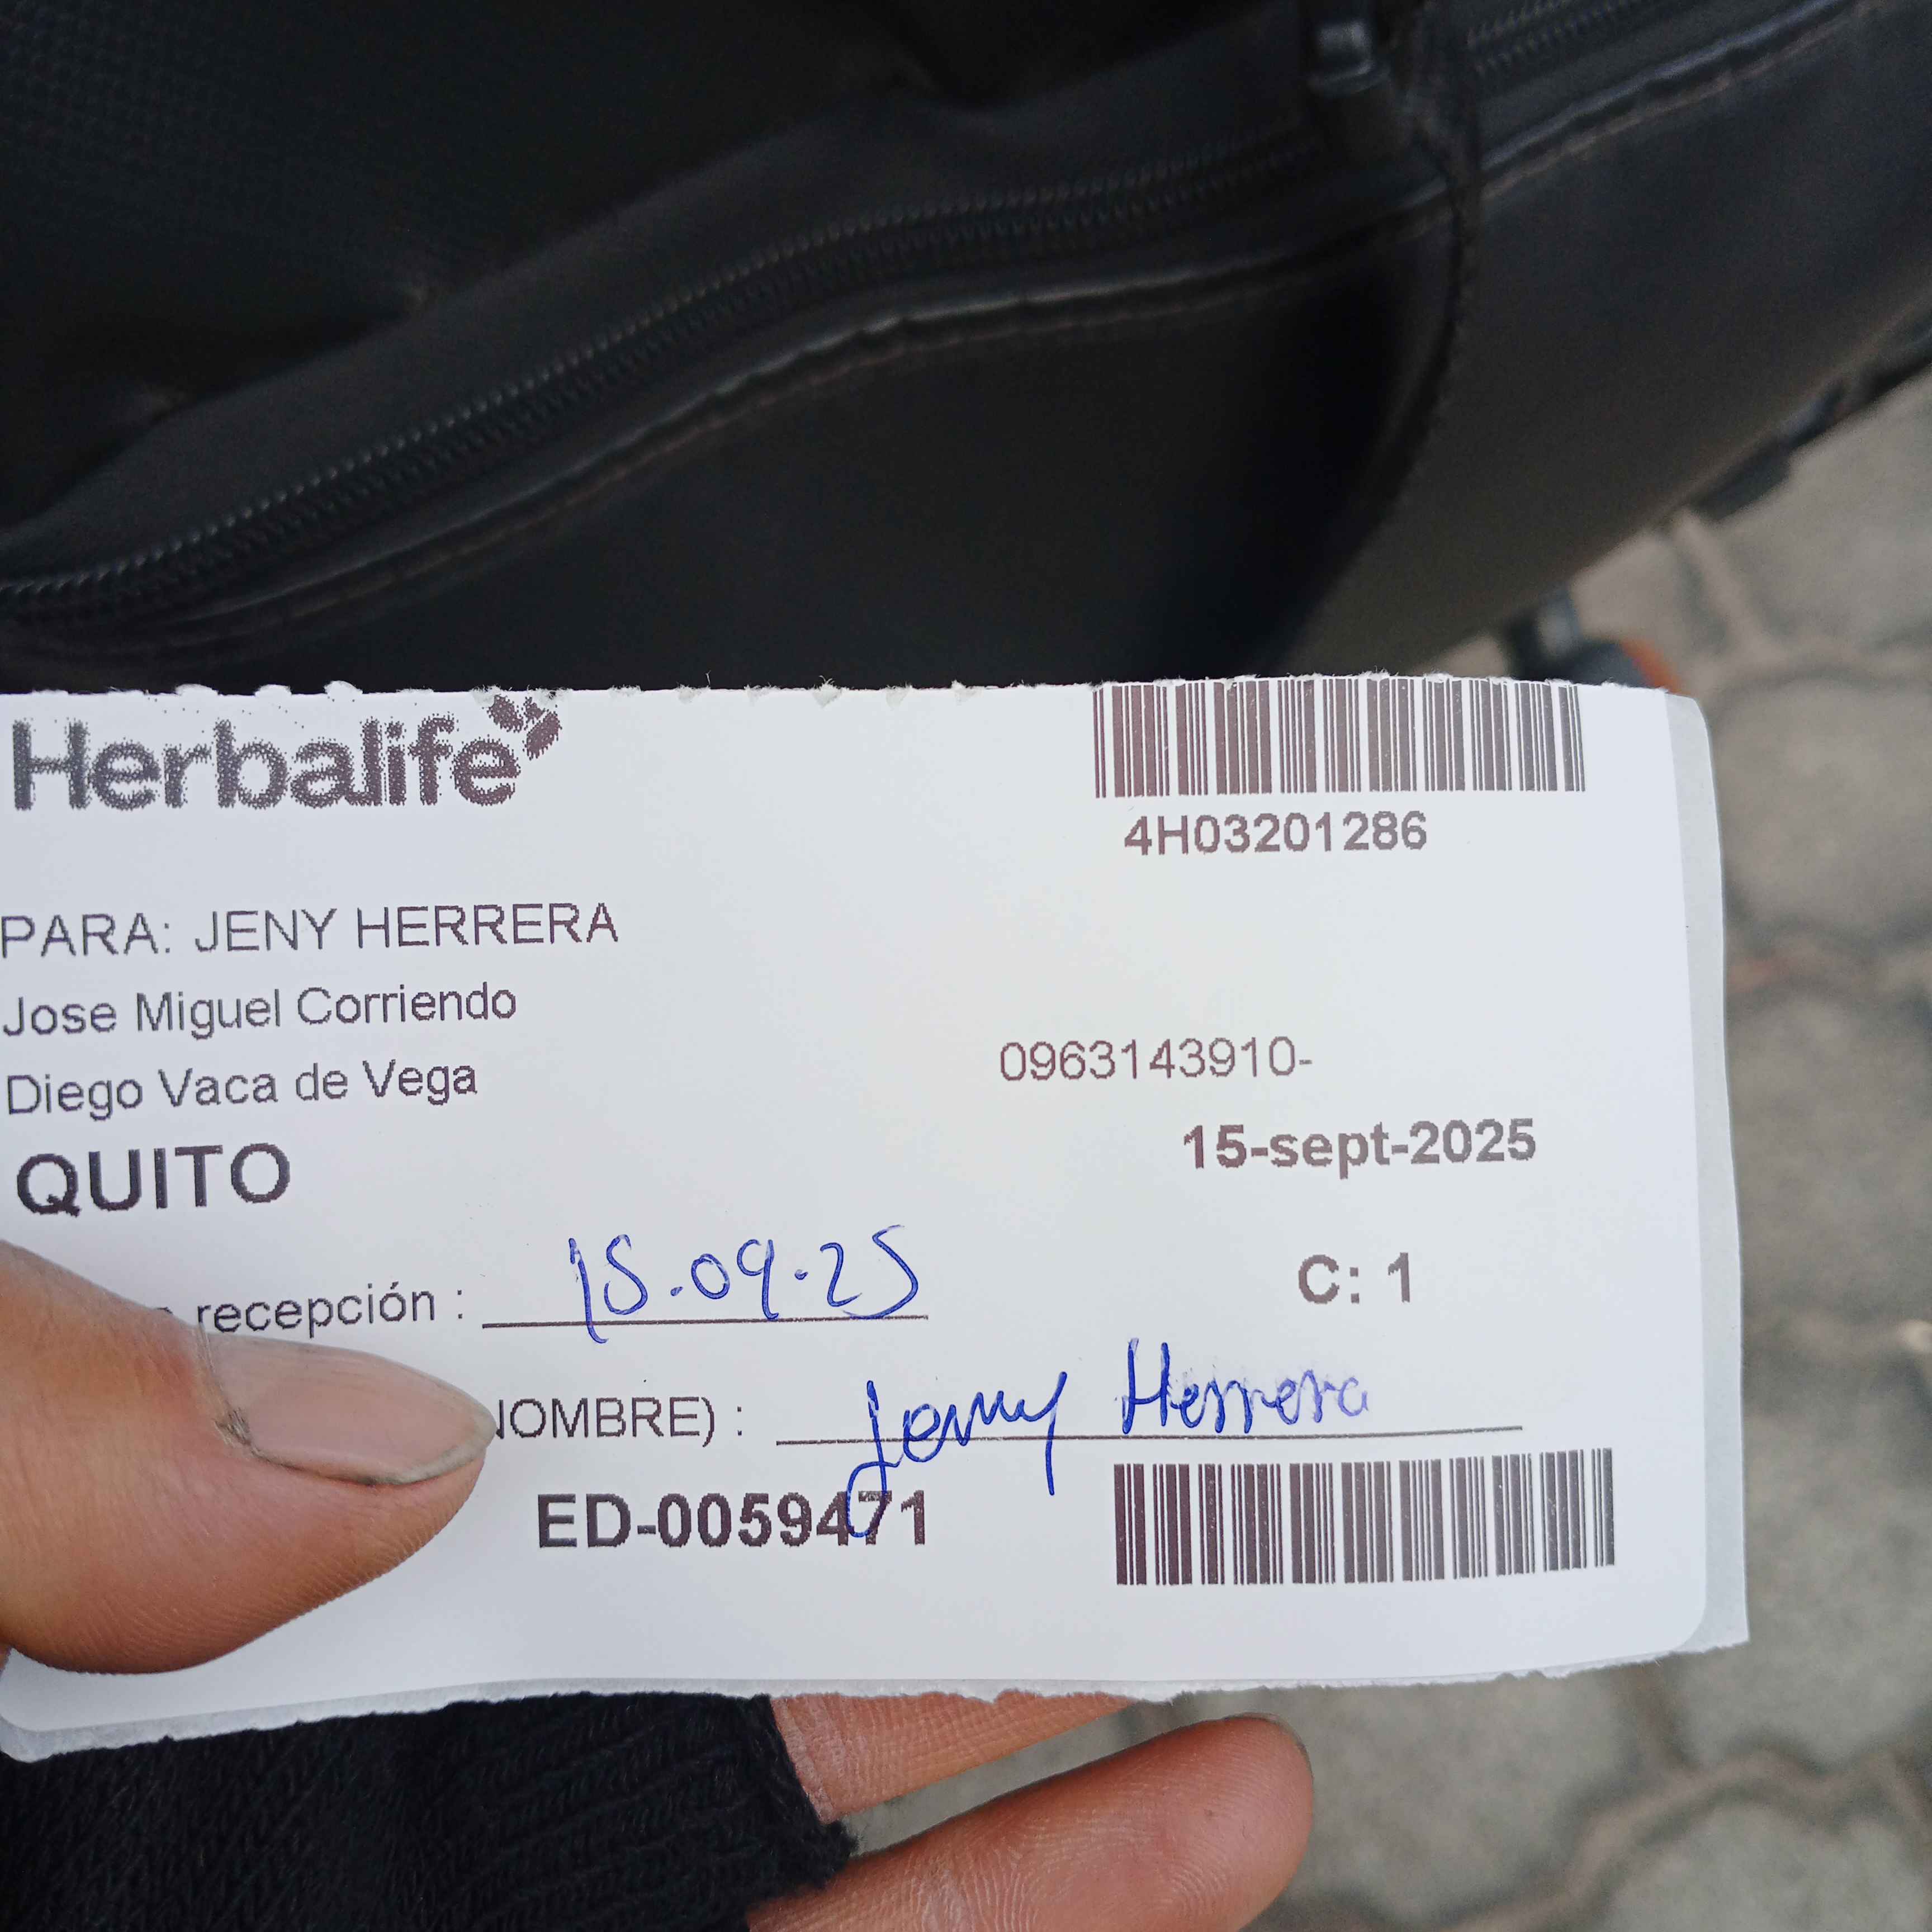 Herbalife
4H03201286
PARA: JENY HERRERA
Jose Miguel Corriendo
0963143910-
Diego Vaca de Vega
15-sept-2025
QUITO
recepción : 15.09.25
C: 1
NOMBRE) : Jenny Herrera
ED-0059471